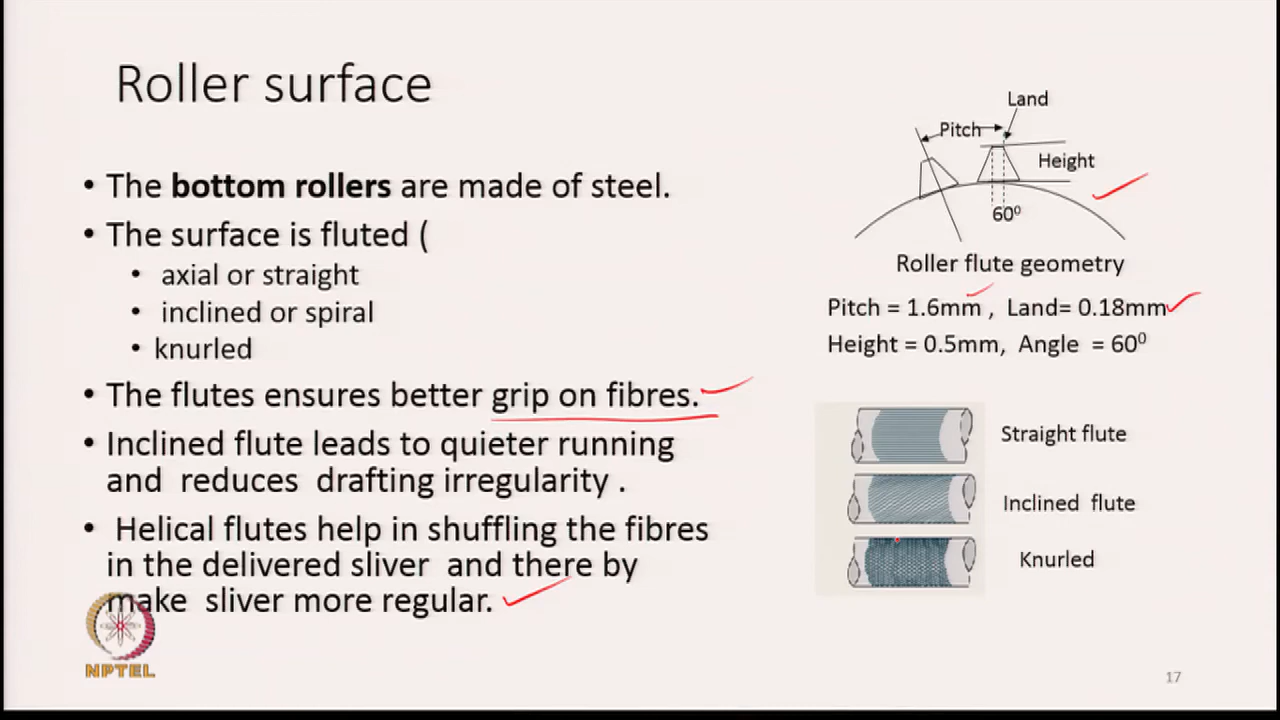 Roller surface
• The bottom rollers are made of steel.
• The surface is fluted (
• axial or straight
• inclined or spiral
• knurled
• The flutes ensures better grip on fibres.
• Inclined flute leads to quieter running
and reduces drafting irregularity .
• Helical flutes help in shuffling the fibres
in the delivered sliver and there by
make sliver more regular.
Land
Pitch
Height
60⁰
Roller flute geometry
Pitch = 1.6mm , Land= 0.18mm
Height = 0.5mm, Angle = 60⁰
Straight flute
Inclined flute
Knurled
NPTEL
17